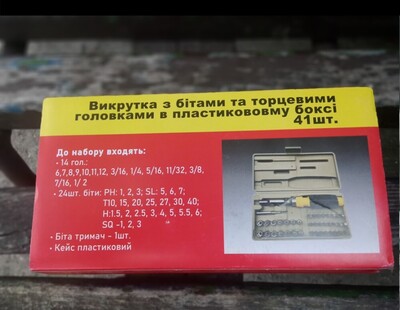 Викрутка з бітами та торцевими
головками в пластикововму боксі
41шт.
До набору входять:
• 14 гол.:
6,7,8,9,10,11,12, 3/16, 1/4, 5/16, 11/32, 3/8,
7/16, 1/ 2
• 24шт. біти: PH: 1, 2, 3; SL: 5, 6, 7;
T10, 15, 20, 25, 27, 30, 40;
H:1.5, 2, 2.5, 3, 4, 5, 5.5, 6;
SQ -1, 2, 3
• Біта тримач - 1шт.
• Кейс пластиковий